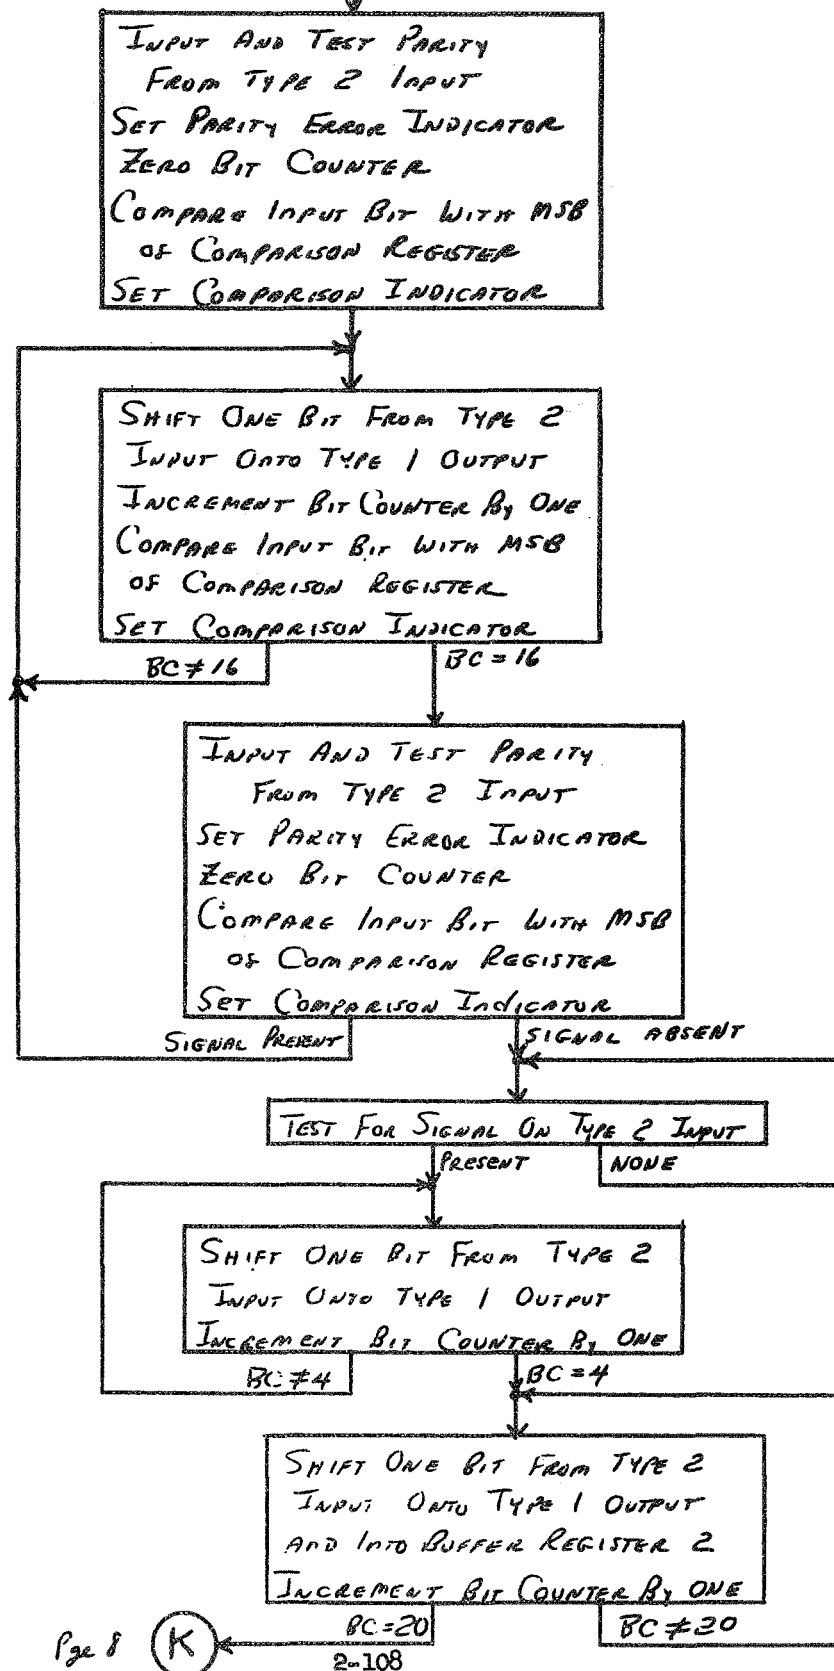 INPUT AND TEST PARITY
FROM TYPE 2 INPUT
SET PARITY ERROR INDICATOR
ZERO BIT COUNTER
COMPARE INPUT BIT WITH MSB
OF COMPARISON REGISTER
SET COMPARISON INDICATOR
SHIFT ONE BIT FROM TYPE 2
INPUT ONTO TYPE 1 OUTPUT
INCREMENT BIT COUNTER BY ONE
COMPARE INPUT BIT WITH MSB
OF COMPARISON REGISTER
SET COMPARISON INDICATOR
BC ≠ 16
BC = 16
INPUT AND TEST PARITY
FROM TYPE 2 INPUT
SET PARITY ERROR INDICATOR
ZERO BIT COUNTER
COMPARE INPUT BIT WITH MSB
OF COMPARISON REGISTER
SET COMPARISON INDICATOR
SIGNAL PRESENT
SIGNAL ABSENT
TEST FOR SIGNAL ON TYPE 2 INPUT
PRESENT
NONE
SHIFT ONE BIT FROM TYPE 2
INPUT ONTO TYPE 1 OUTPUT
INCREMENT BIT COUNTER BY ONE
BC ≠ 4
BC = 4
SHIFT ONE BIT FROM TYPE 2
INPUT ONTO TYPE 1 OUTPUT
AND INTO BUFFER REGISTER 2
INCREMENT BIT COUNTER BY ONE
BC = 20
BC ≠ 20
Pge 8
K
2-108